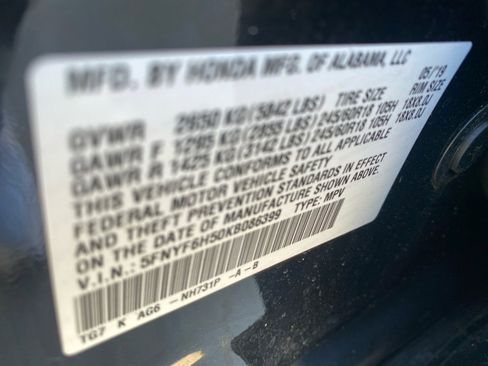 MFD. BY HONDA MFG. OF ALABAMA, LLC 05/19
GVWR 2650 KG (5842 LBS) TIRE SIZE RIM SIZE
GAWR F 1295 KG (2855 LBS) 245/60R18 105H 18X8.0J
GAWR R 1425 KG (3142 LBS) 245/60R18 105H 18X8.0J
THIS VEHICLE CONFORMS TO ALL APPLICABLE
FEDERAL MOTOR VEHICLE SAFETY
AND THEFT PREVENTION STANDARDS IN EFFECT
ON THE DATE OF MANUFACTURE SHOWN ABOVE.
V.I.N.: 5FNYF6H50KB086399 TYPE: MPV
TG7 K AG6 -NH731P -A-B